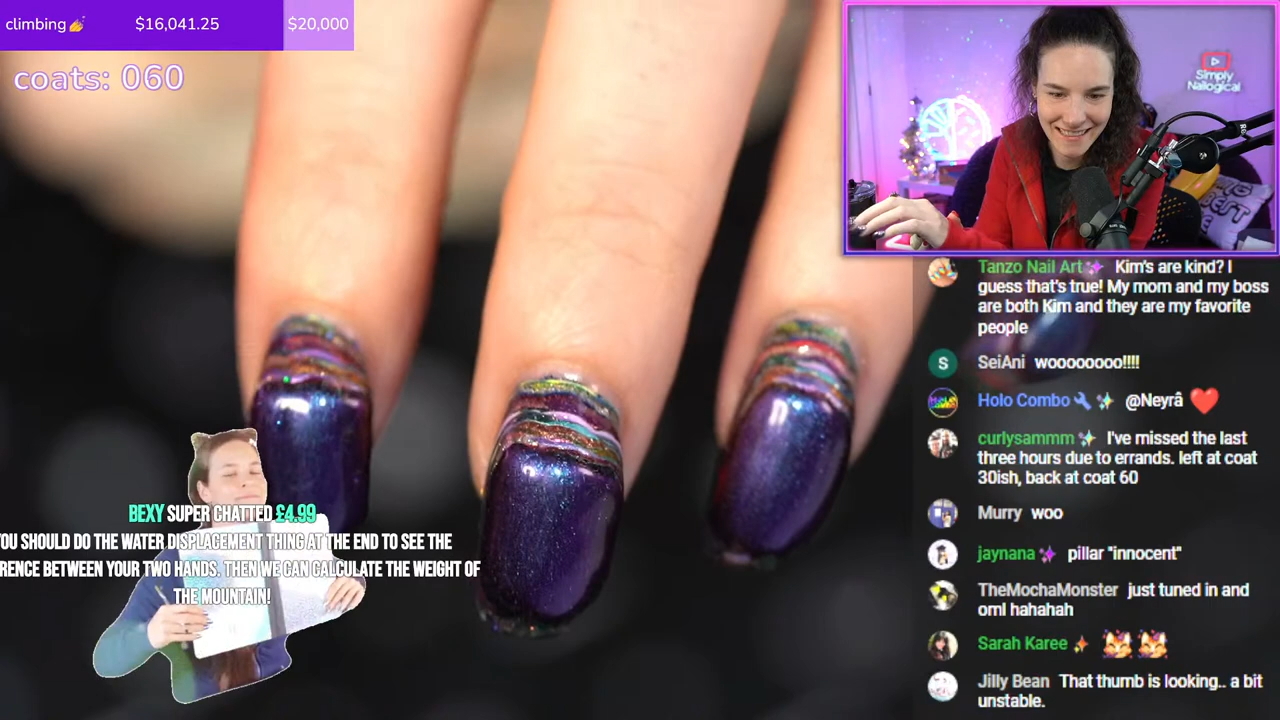 climbing💅 $16,041.25 $20,000
coats: 060
Simply
Nailogical
Tanzo Nail Art Kim's are kind? I
guess that's true! My mom and my boss
are both Kim and they are my favorite
people
S SeiAni woooooooo!!!!
Holo Combo🔧 @Neyrâ ❤️
curlysammm I've missed the last
three hours due to errands. left at coat
30ish, back at coat 60
Murry woo
jaynana pillar "innocent"
TheMochaMonster just tuned in and
oml hahahah
Sarah Karee
Jilly Bean That thumb is looking.. a bit
unstable.
BEXY SUPER CHATTED £4.99
YOU SHOULD DO THE WATER DISPLACEMENT THING AT THE END TO SEE THE
RENCE BETWEEN YOUR TWO HANDS. THEN WE CAN CALCULATE THE WEIGHT OF
THE MOUNTAIN!